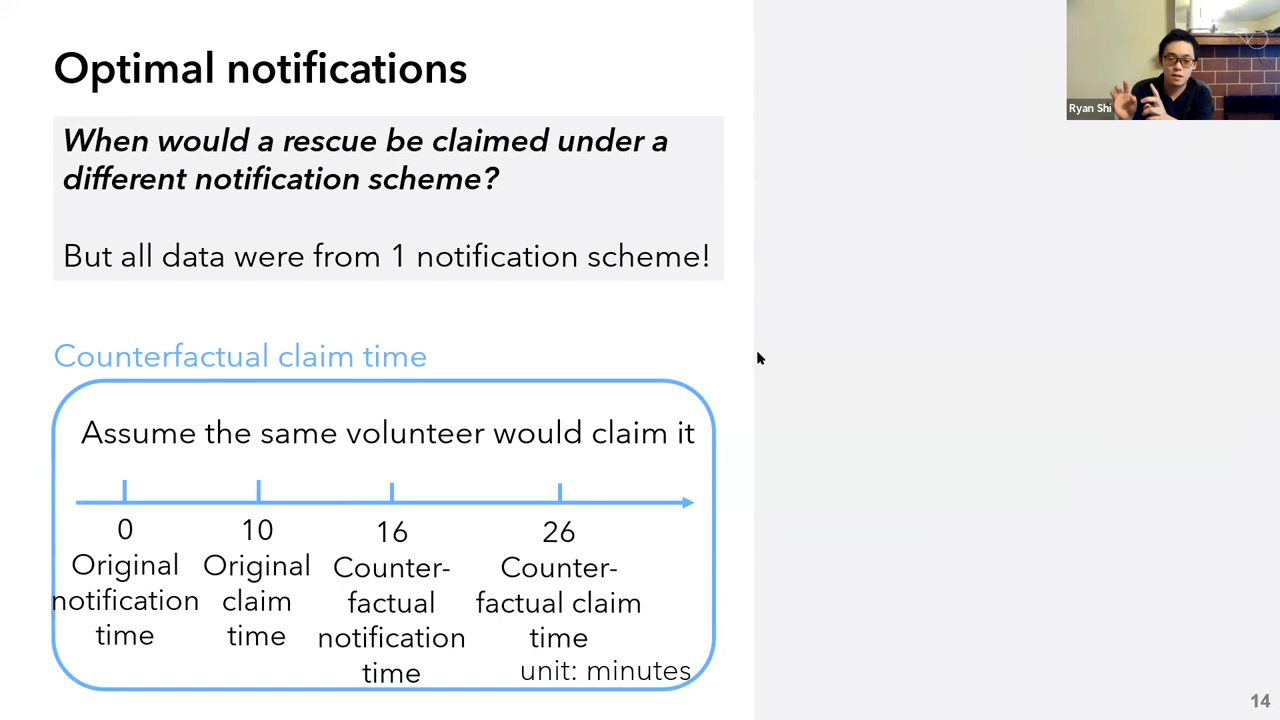 Optimal notifications
When would a rescue be claimed under a
different notification scheme?
But all data were from 1 notification scheme!
Counterfactual claim time
Assume the same volunteer would claim it
0
Original
notification
time
10
Original
claim
time
16
Counter-
factual
notification
time
26
Counter-
factual claim
time
unit: minutes
Ryan Shi
14